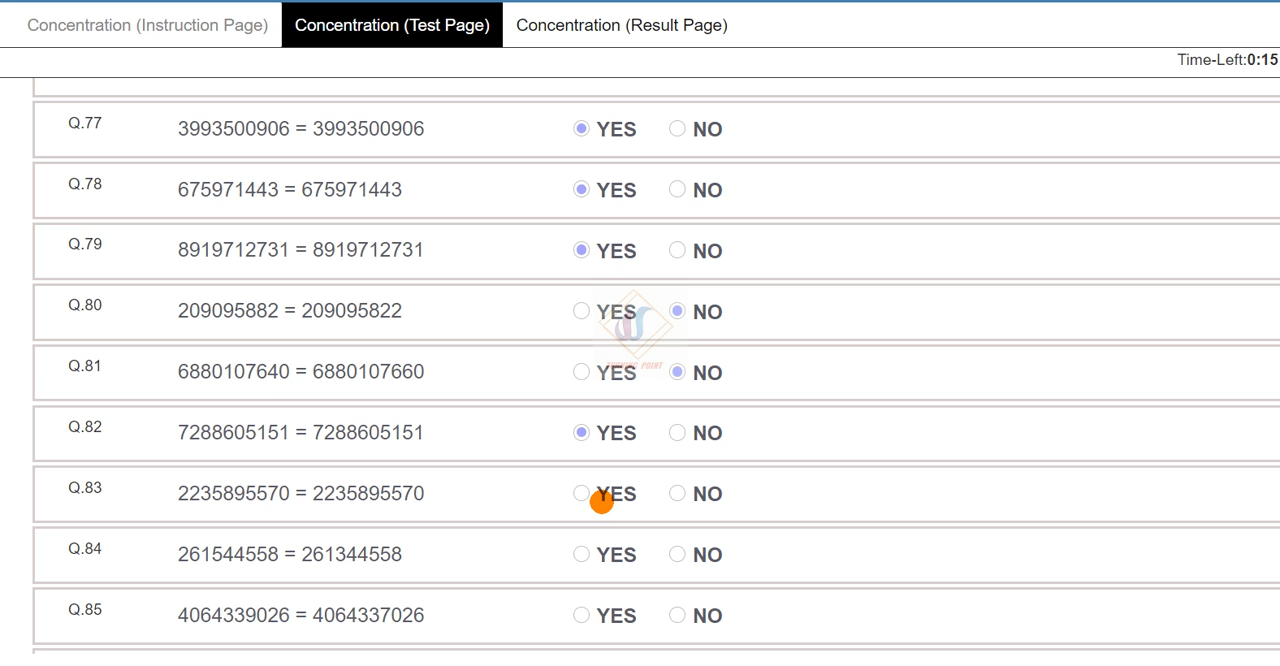 Concentration (Instruction Page) Concentration (Test Page) Concentration (Result Page)
Time-Left:0:15
Q.77 3993500906 = 3993500906 YES NO
Q.78 675971443 = 675971443 YES NO
Q.79 8919712731 = 8919712731 YES NO
Q.80 209095882 = 209095822 YES NO
Q.81 6880107640 = 6880107660 YES NO
Q.82 7288605151 = 7288605151 YES NO
Q.83 2235895570 = 2235895570 YES NO
Q.84 261544558 = 261344558 YES NO
Q.85 4064339026 = 4064337026 YES NO